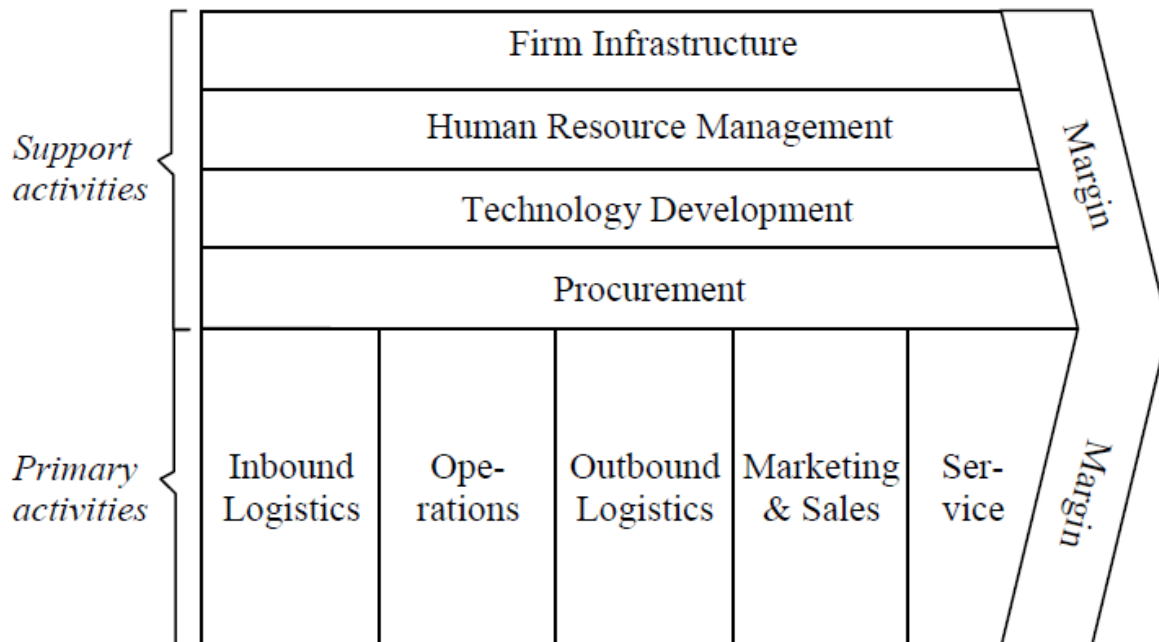 Firm Infrastructure
Human Resource Management
Technology Development
Procurement
Support
activities
Margin
Primary
activities
Inbound
Logistics
Ope-
rations
Outbound
Logistics
Marketing
& Sales
Ser-
vice
Margin